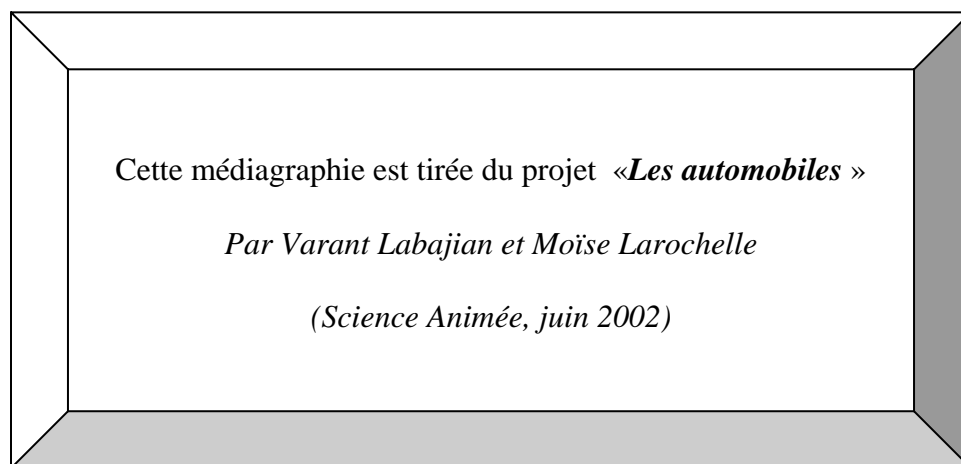 Cette médiagraphie est tirée du projet «Les automobiles »
Par Varant Labajian et Moïse Larochelle
(Science Animée, juin 2002)